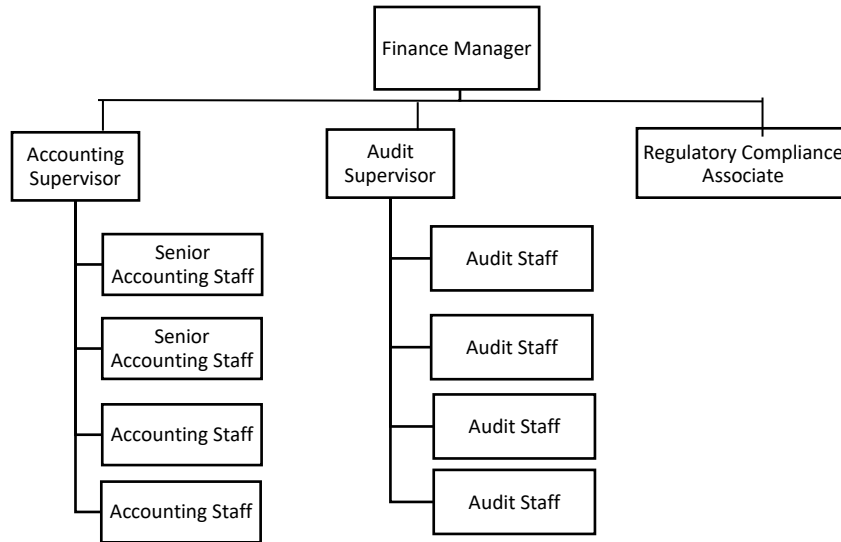 Finance Manager
Accounting
Supervisor
Audit
Supervisor
Regulatory Compliance
Associate
Senior
Accounting Staff
Senior
Accounting Staff
Accounting Staff
Accounting Staff
Audit Staff
Audit Staff
Audit Staff
Audit Staff